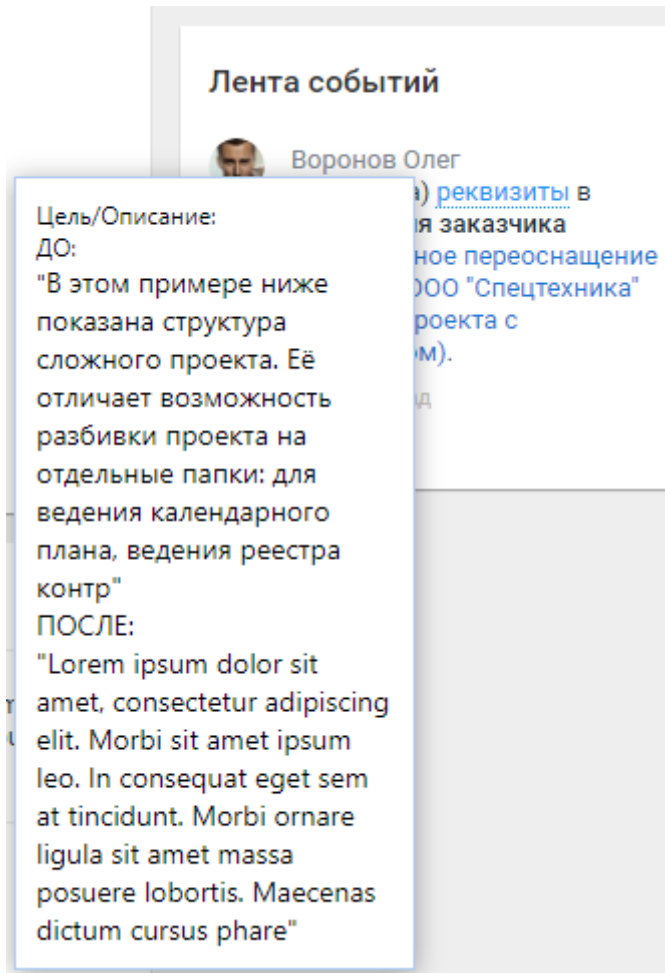 Лента событий
Воронов Олег
реквизиты в
заказчика
переоснащение
"Спецтехника"
с
Цель/Описание:
ДО:
"В этом примере ниже
показана структура
сложного проекта. Её
отличает возможность
разбивки проекта на
отдельные папки: для
ведения календарного
плана, ведения реестра
контр"
ПОСЛЕ:
"Lorem ipsum dolor sit
amet, consectetur adipiscing
elit. Morbi sit amet ipsum
leo. In consequat eget sem
at tincidunt. Morbi ornare
ligula sit amet massa
posuere lobortis. Maecenas
dictum cursus phare"